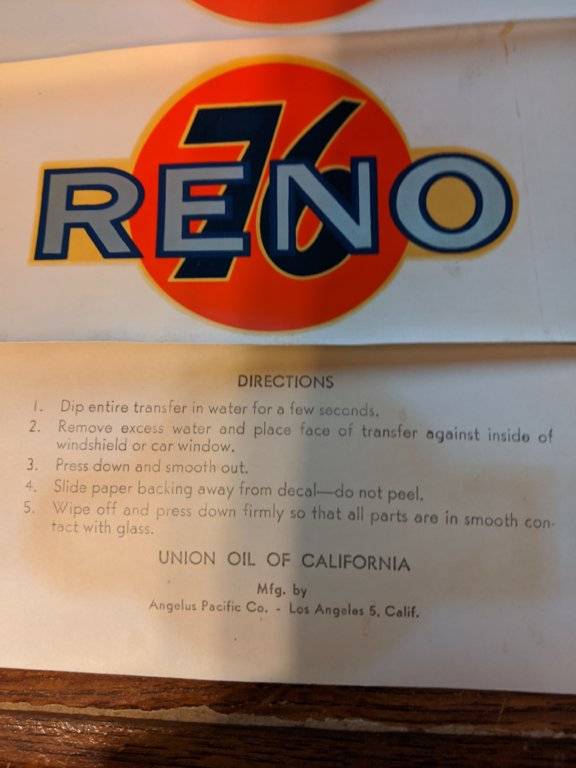 76
RENO
DIRECTIONS
1. Dip entire transfer in water for a few seconds.
2. Remove excess water and place face of transfer against inside of
windshield or car window.
3. Press down and smooth out.
4. Slide paper backing away from decal—do not peel.
5. Wipe off and press down firmly so that all parts are in smooth con-
tact with glass.
UNION OIL OF CALIFORNIA
Mfg. by
Angelus Pacific Co. - Los Angeles 5, Calif.